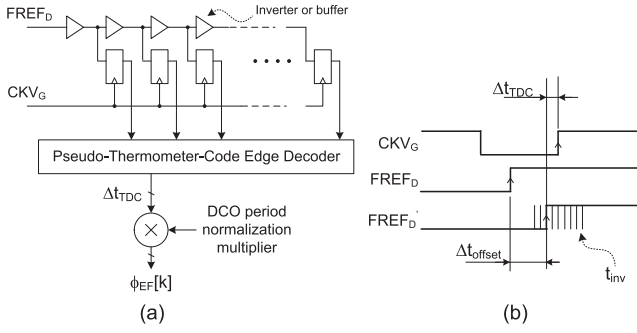 Inverter or buffer
FREF_D
CKV_G
Pseudo-Thermometer-Code Edge Decoder
Δt_TDC
DCO period
normalization
multiplier
ϕ_EF[k]
(a)
Δt_TDC
CKV_G
FREF_D
FREF_D'
Δt_offset
t_inv
(b)